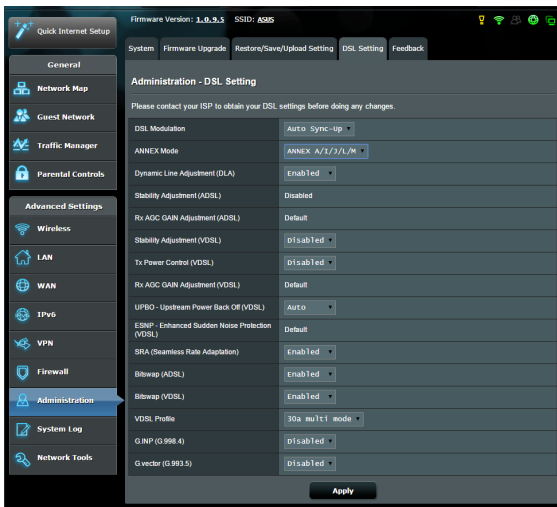 Quick Internet Setup
Firmware Version: 1.0.9.5 SSID: ASUS
System Firmware Upgrade Restore/Save/Upload Setting DSL Setting Feedback
General
Network Map
Guest Network
Traffic Manager
Parental Controls
Advanced Settings
Wireless
LAN
WAN
IPv6
VPN
Firewall
Administration
System Log
Network Tools
Administration - DSL Setting
Please contact your ISP to obtain your DSL settings before doing any changes.
DSL Modulation Auto Sync-Up
ANNEX Mode ANNEX A/I/J/L/M
Dynamic Line Adjustment (DLA) Enabled
Stability Adjustment (ADSL) Disabled
Rx AGC GAIN Adjustment (ADSL) Default
Stability Adjustment (VDSL) Disabled
Tx Power Control (VDSL) Disabled
Rx AGC GAIN Adjustment (VDSL) Default
UPBO - Upstream Power Back Off (VDSL) Auto
ESNP - Enhanced Sudden Noise Protection
(VDSL) Default
SRA (Seamless Rate Adaptation) Enabled
Bitswap (ADSL) Enabled
Bitswap (VDSL) Enabled
VDSL Profile 30a multi mode
G.INP (G.998.4) Disabled
G.vector (G.993.5) Disabled
Apply